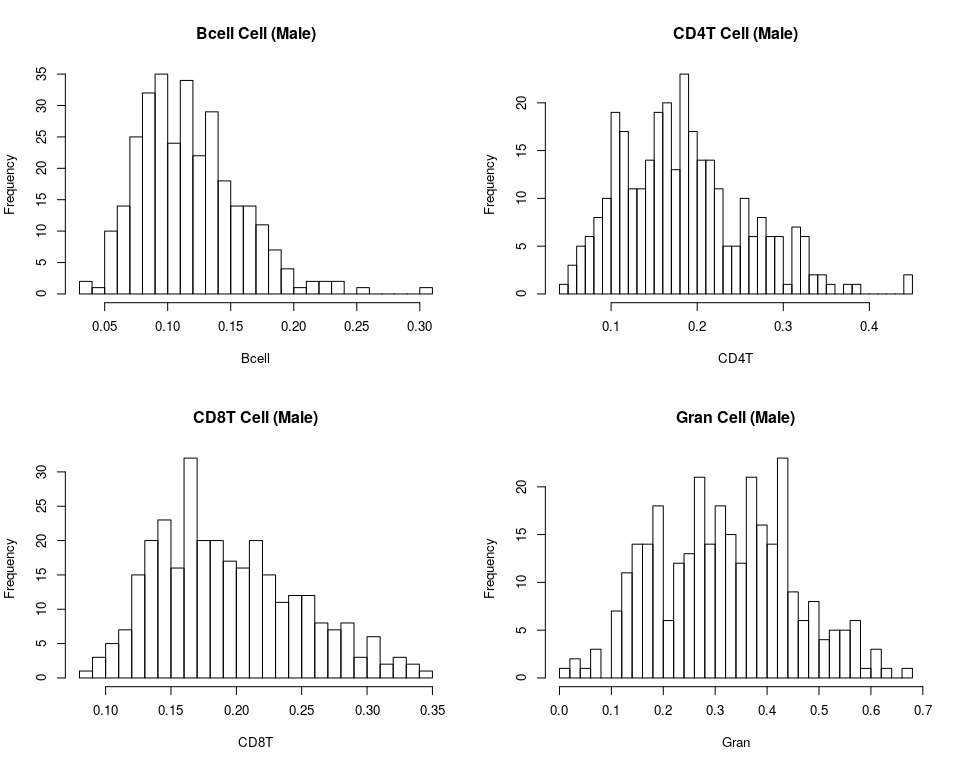 Bcell Cell (Male)
Frequency
0 5 10 15 20 25 30 35
0.05 0.10 0.15 0.20 0.25 0.30
Bcell
CD4T Cell (Male)
Frequency
0 5 10 15 20
0.1 0.2 0.3 0.4
CD4T
CD8T Cell (Male)
Frequency
0 5 10 15 20 25 30
0.10 0.15 0.20 0.25 0.30 0.35
CD8T
Gran Cell (Male)
Frequency
0 5 10 15 20
0.0 0.1 0.2 0.3 0.4 0.5 0.6 0.7
Gran